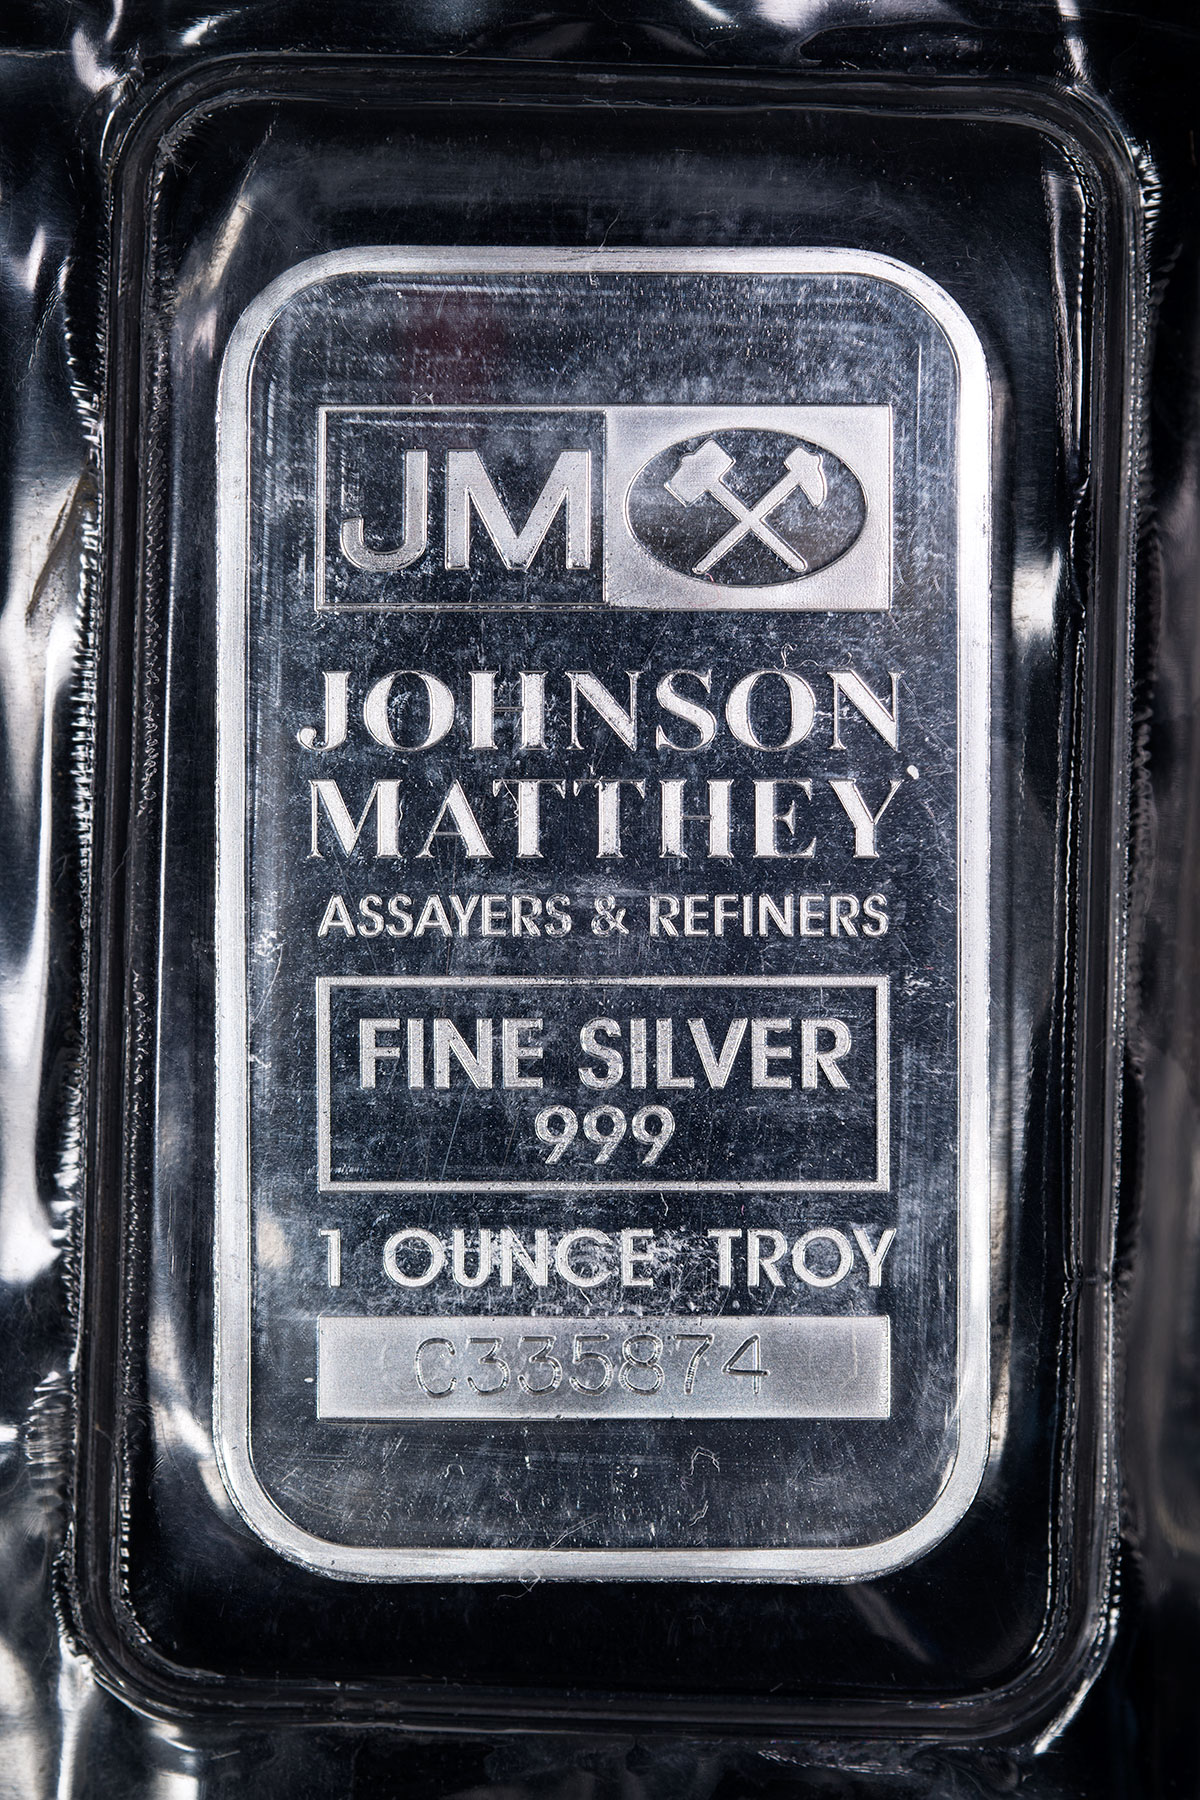 JM
JOHNSON
MATTHEY
ASSAYERS & REFINERS
FINE SILVER
999
1 OUNCE TROY
C335874